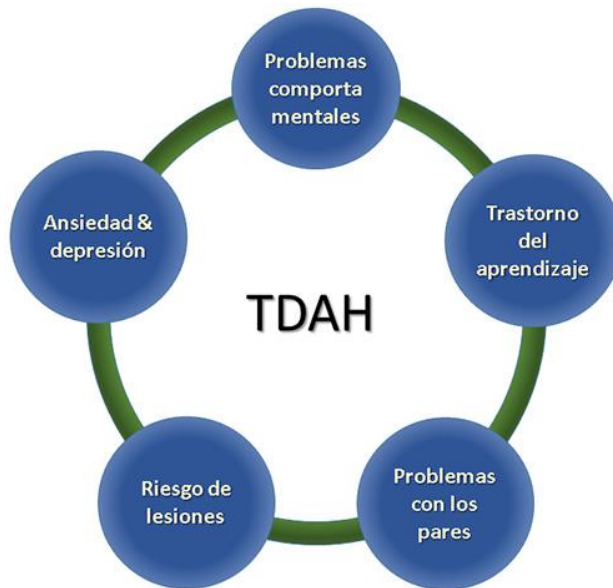 Problemas
comporta
mentales
Trastorno
del
aprendizaje
Problemas
con los
pares
Riesgo de
lesiones
Ansiedad &
depresión
TDAH